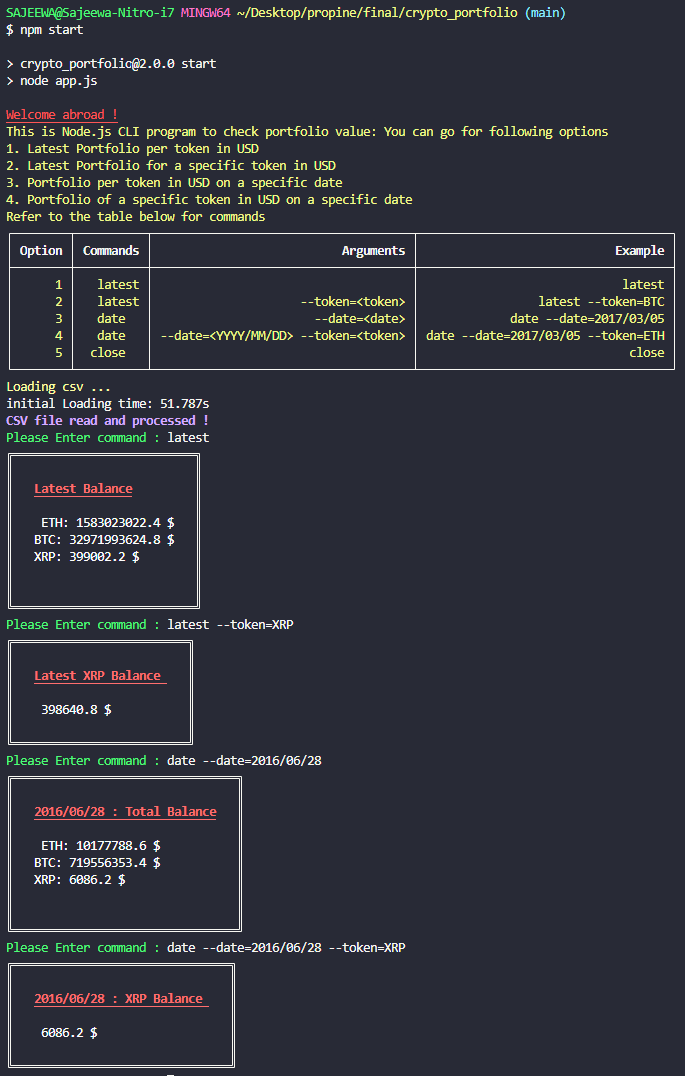 SAJEEWA@Sajeewa-Nitro-i7 MINGW64 ~/Desktop/propine/final/crypto_portfolio (main)
$ npm start
> crypto_portfolio@2.0.0 start
> node app.js
Welcome abroad !
This is Node.js CLI program to check portfolio value: You can go for following options
1. Latest Portfolio per token in USD
2. Latest Portfolio for a specific token in USD
3. Portfolio per token in USD on a specific date
4. Portfolio of a specific token in USD on a specific date
Refer to the table below for commands
Option Commands Arguments Example
1 latest latest
2 latest --token=<token> latest --token=BTC
3 date --date=<date> date --date=2017/03/05
4 date --date=<YYYY/MM/DD> --token=<token> date --date=2017/03/05 --token=ETH
5 close close
Loading csv ...
initial Loading time: 51.787s
CSV file read and processed !
Please Enter command : latest
Latest Balance
ETH: 1583023022.4 $
BTC: 32971993624.8 $
XRP: 399002.2 $
Please Enter command : latest --token=XRP
Latest XRP Balance
398640.8 $
Please Enter command : date --date=2016/06/28
2016/06/28 : Total Balance
ETH: 10177788.6 $
BTC: 719556353.4 $
XRP: 6086.2 $
Please Enter command : date --date=2016/06/28 --token=XRP
2016/06/28 : XRP Balance
6086.2 $